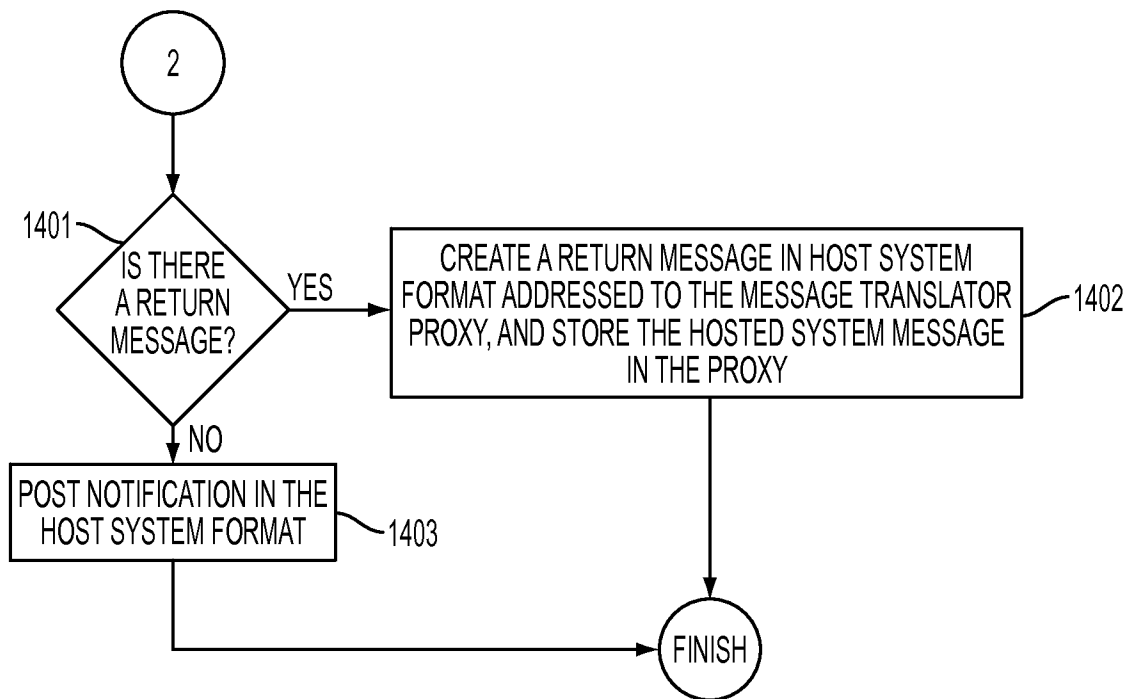 2
1401
IS THERE
A RETURN
MESSAGE?
YES
CREATE A RETURN MESSAGE IN HOST SYSTEM
FORMAT ADDRESSED TO THE MESSAGE TRANSLATOR
PROXY, AND STORE THE HOSTED SYSTEM MESSAGE
IN THE PROXY
1402
NO
POST NOTIFICATION IN THE
HOST SYSTEM FORMAT
1403
FINISH